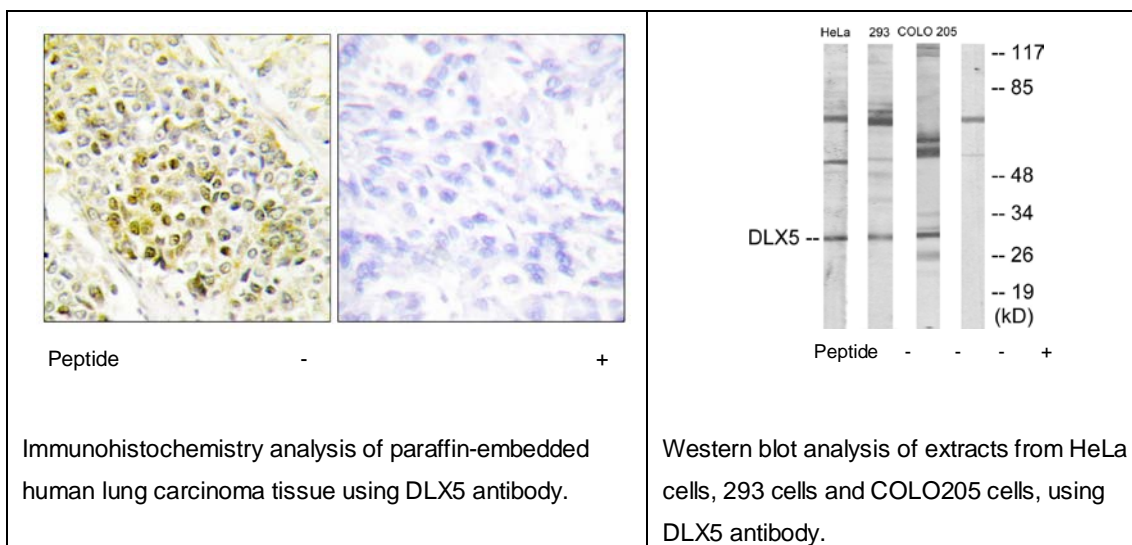 Peptide - +
Immunohistochemistry analysis of paraffin-embedded
human lung carcinoma tissue using DLX5 antibody.
HeLa 293 COLO 205
-- 117
-- 85
-- 48
-- 34
DLX5 --
-- 26
-- 19
(kD)
Peptide - - - +
Western blot analysis of extracts from HeLa
cells, 293 cells and COLO205 cells, using
DLX5 antibody.